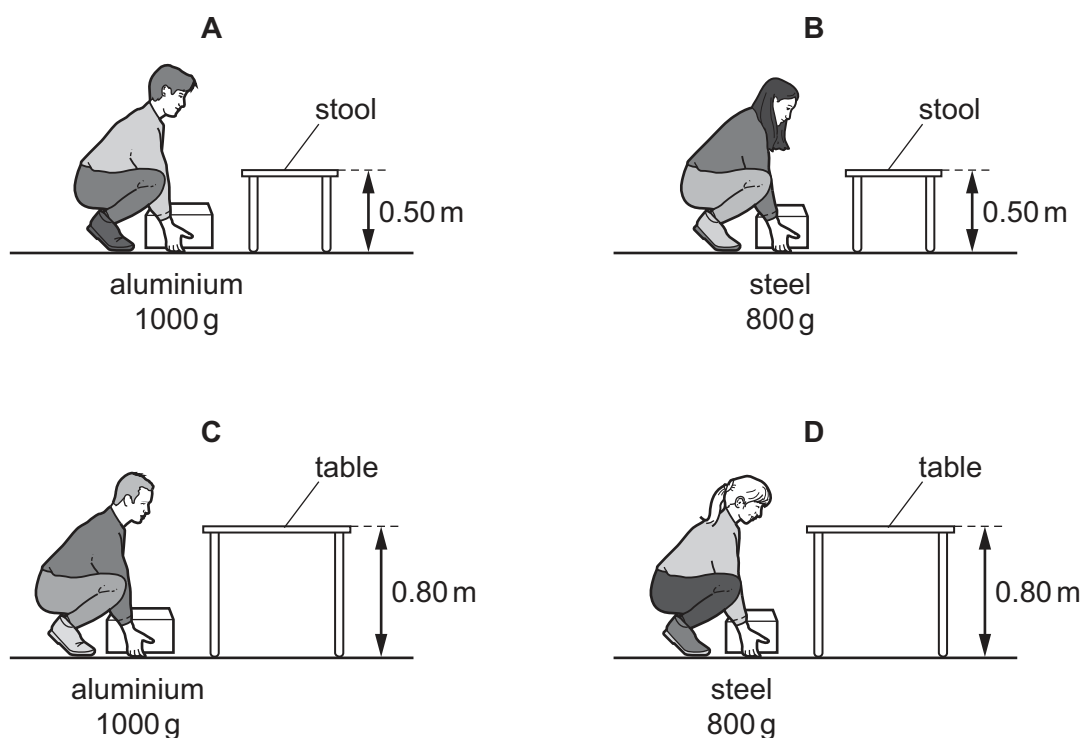 A
stool
0.50 m
aluminium
1000 g
B
stool
0.50 m
steel
800 g
C
table
0.80 m
aluminium
1000 g
D
table
0.80 m
steel
800 g